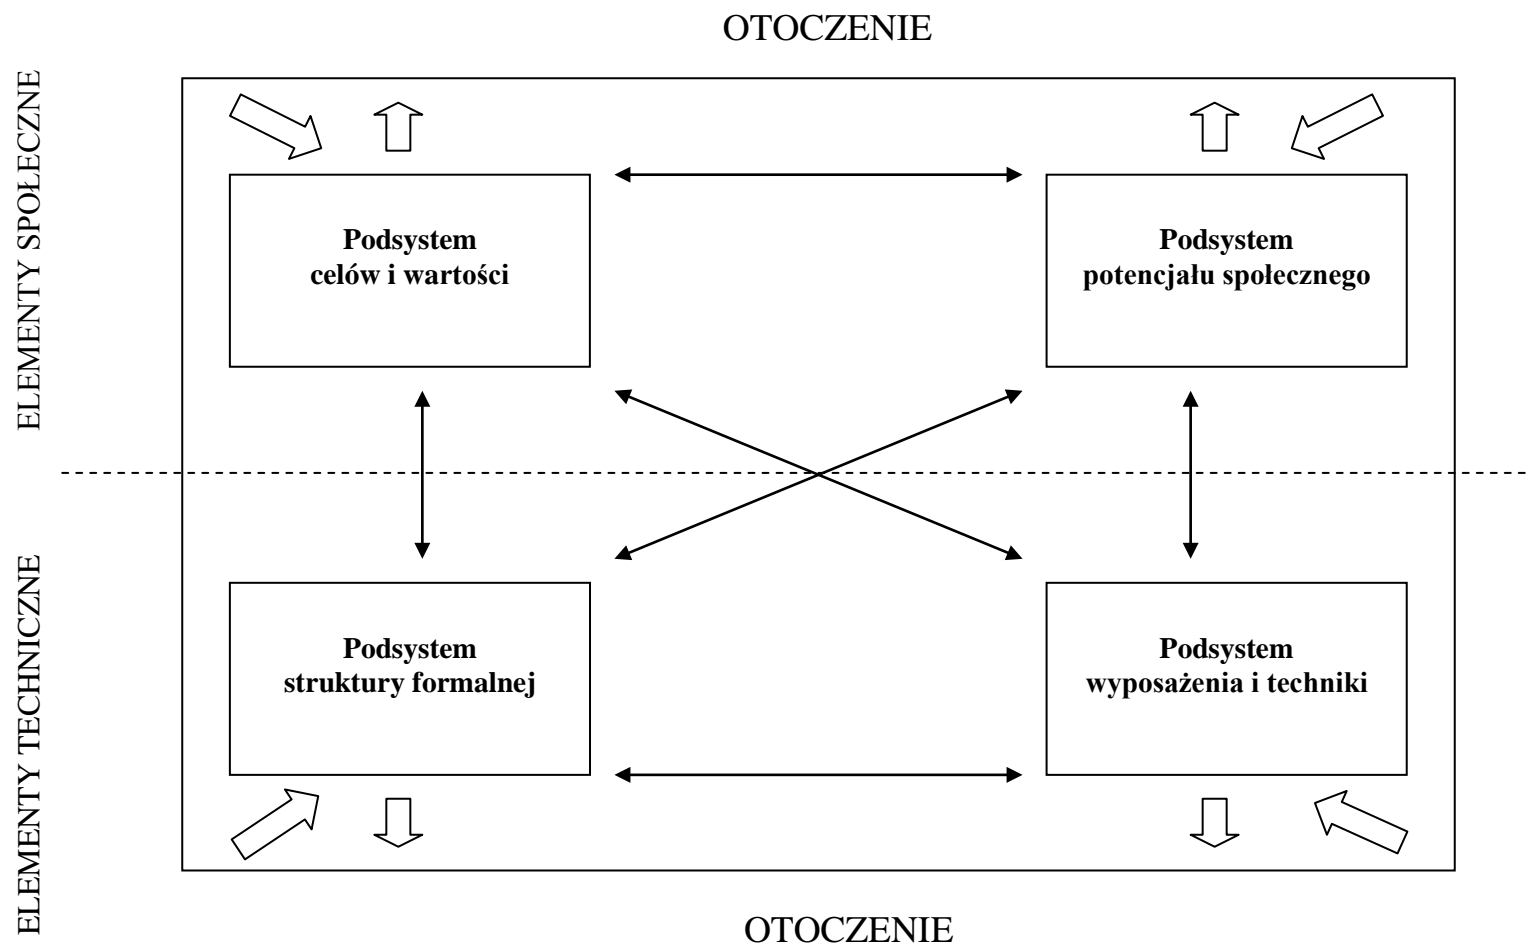 OTOCZENIE
ELEMENTY SPOŁECZNE
Podsystem
celów i wartości
Podsystem
potencjału społecznego
ELEMENTY TECHNICZNE
Podsystem
struktury formalnej
Podsystem
wyposażenia i techniki
OTOCZENIE